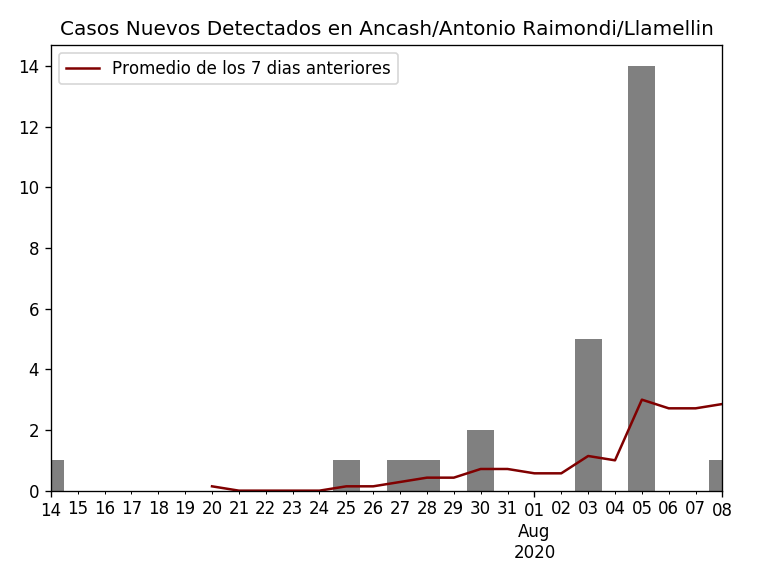 Casos Nuevos Detectados en Ancash/Antonio Raimondi/Llamellin
Promedio de los 7 dias anteriores
14
12
10
8
6
4
2
0
14 15 16 17 18 19 20 21 22 23 24 25 26 27 28 29 30 31 01 02 03 04 05 06 07 08
Aug
2020